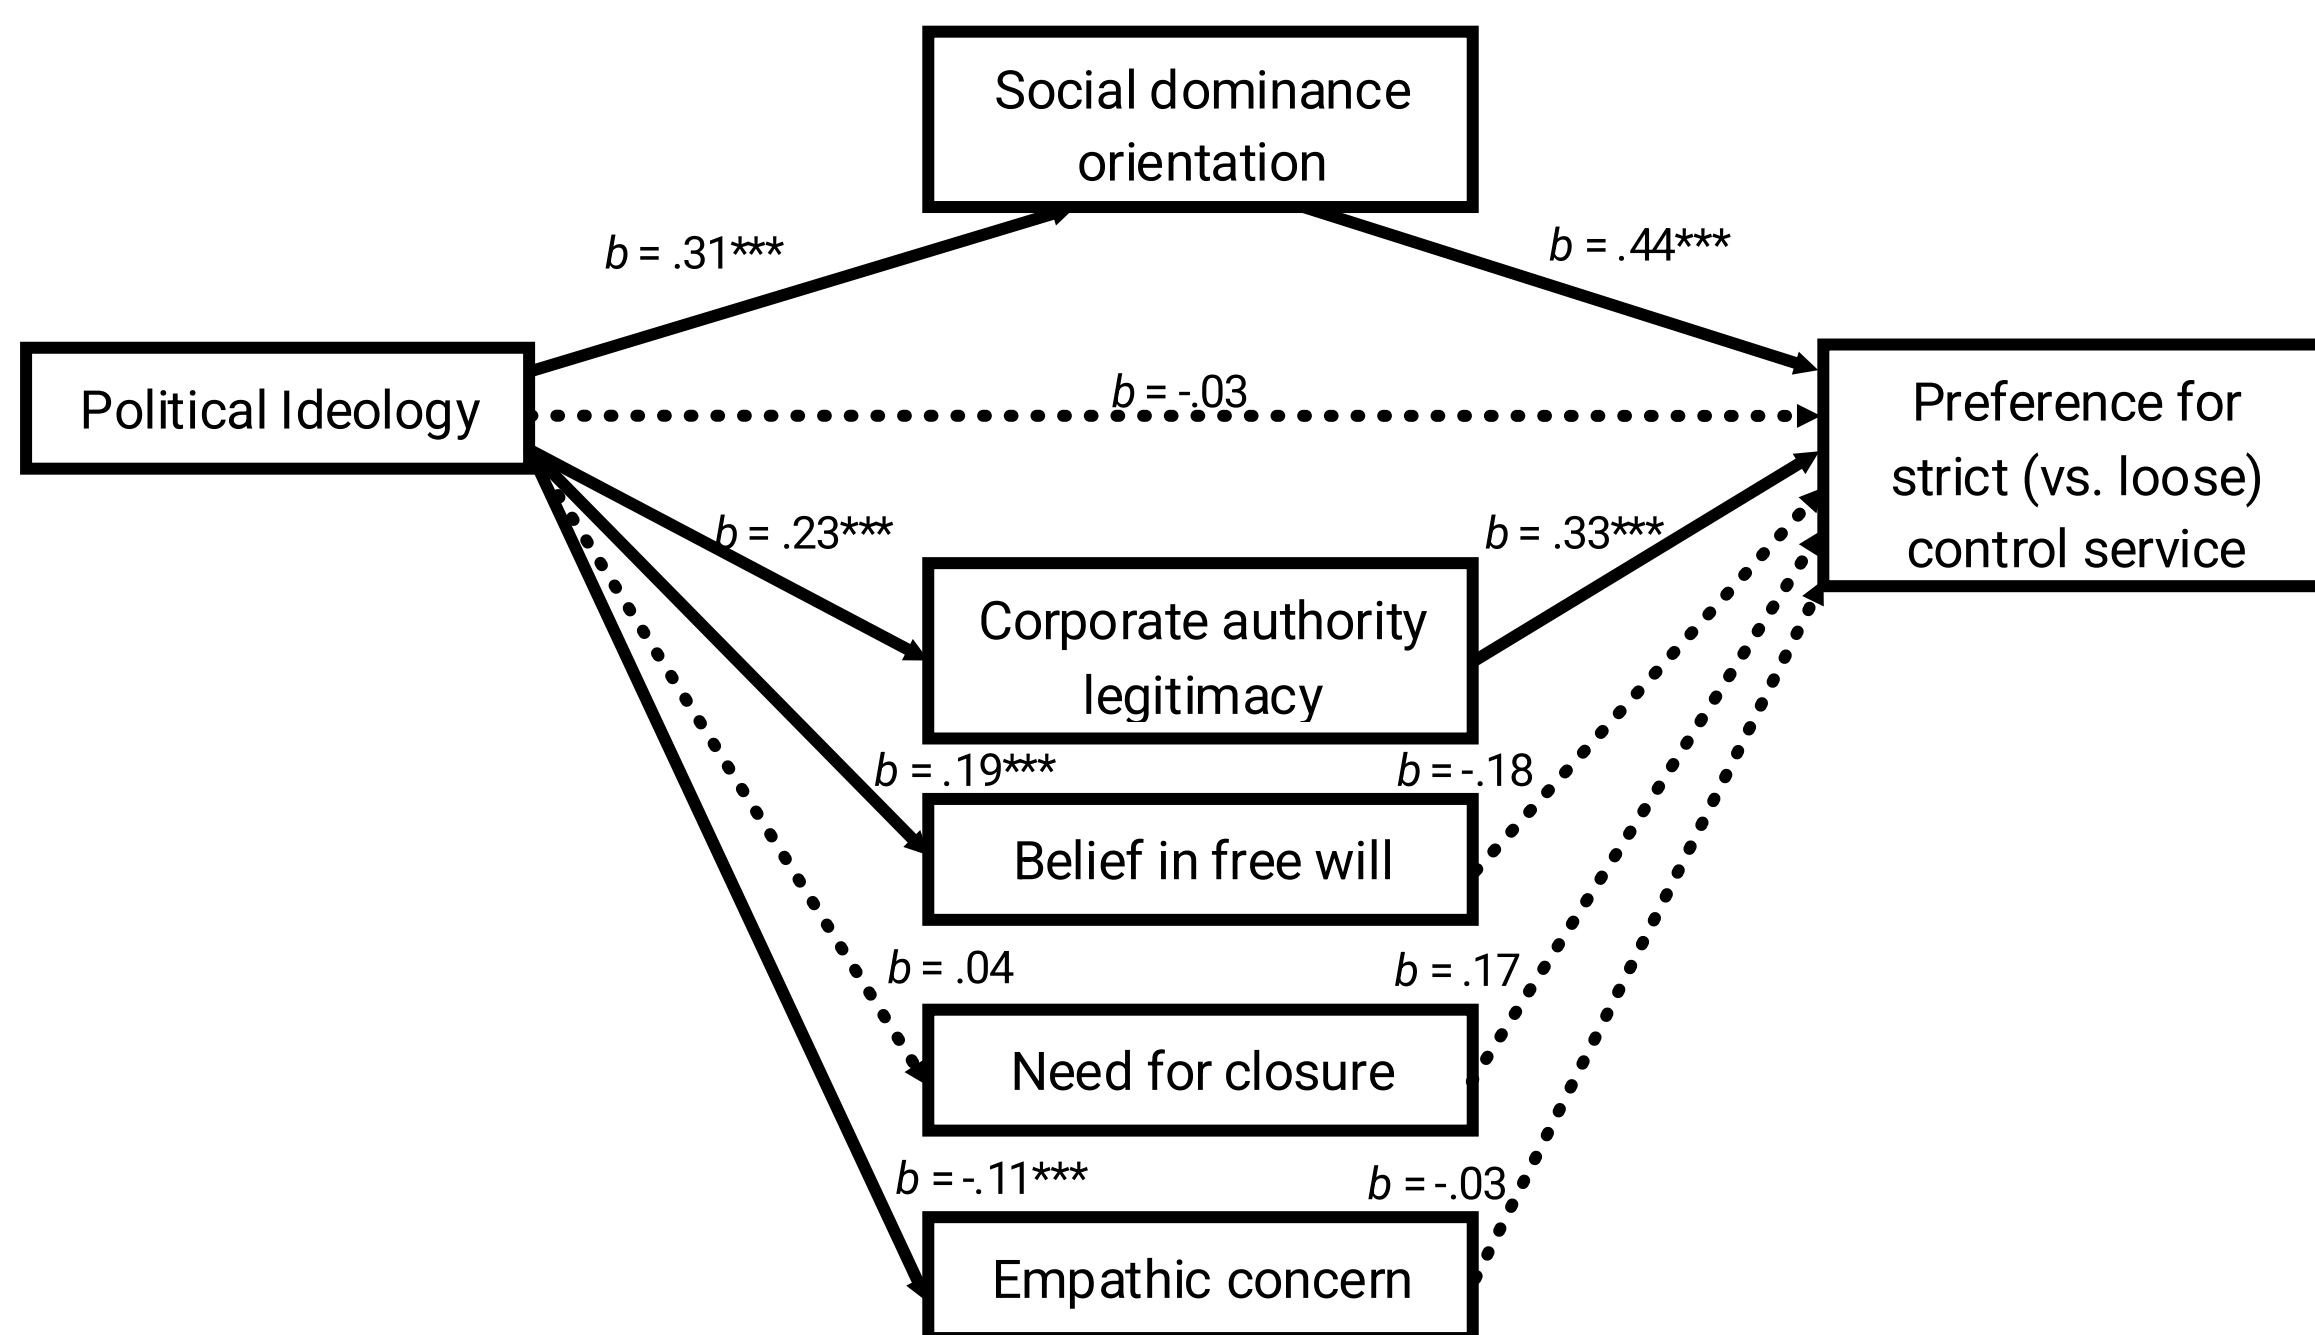 Social dominance
orientation
b = .31***
b = .44***
b = -.03
Political Ideology
Preference for
strict (vs. loose)
control service
b = .23***
b = .33***
Corporate authority
legitimacy
b = .19***
b = -.18
Belief in free will
b = .04
b = .17
Need for closure
b = -.11***
b = -.03
Empathic concern